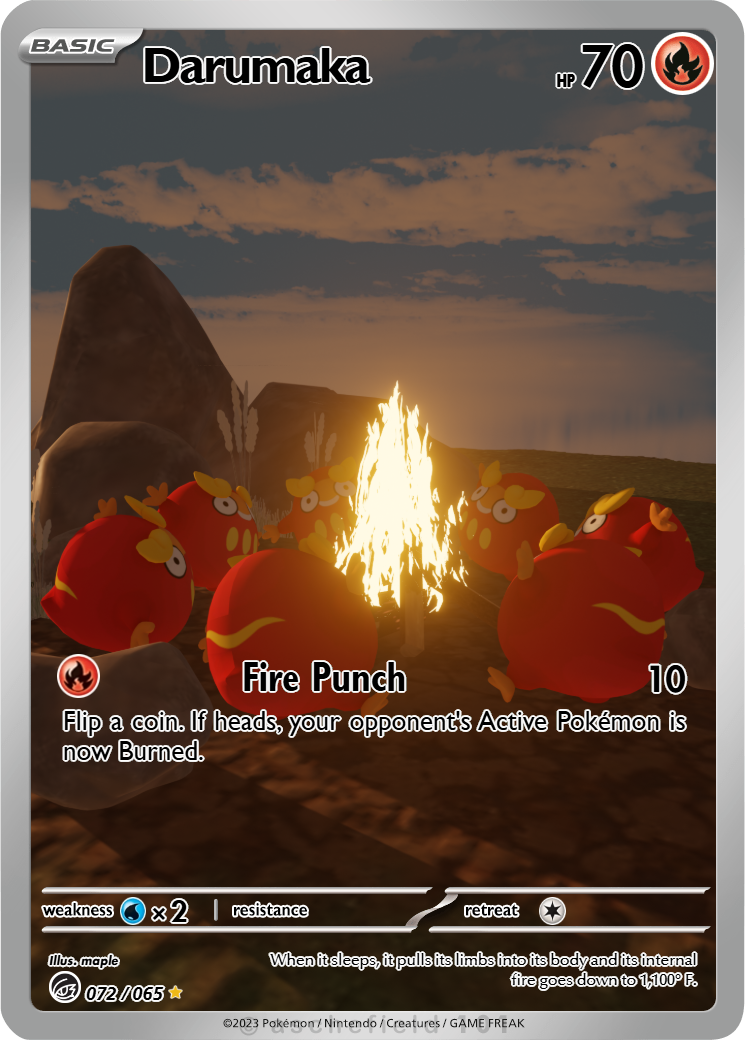 BASIC
Darumaka
HP 70
Fire Punch 10
Flip a coin. If heads, your opponent's Active Pokémon is
now Burned.
weakness ×2 resistance retreat
Illus. maple
When it sleeps, it pulls its limbs into its body and its internal
fire goes down to 1,100° F.
072 / 065
©2023 Pokémon / Nintendo / Creatures / GAME FREAK